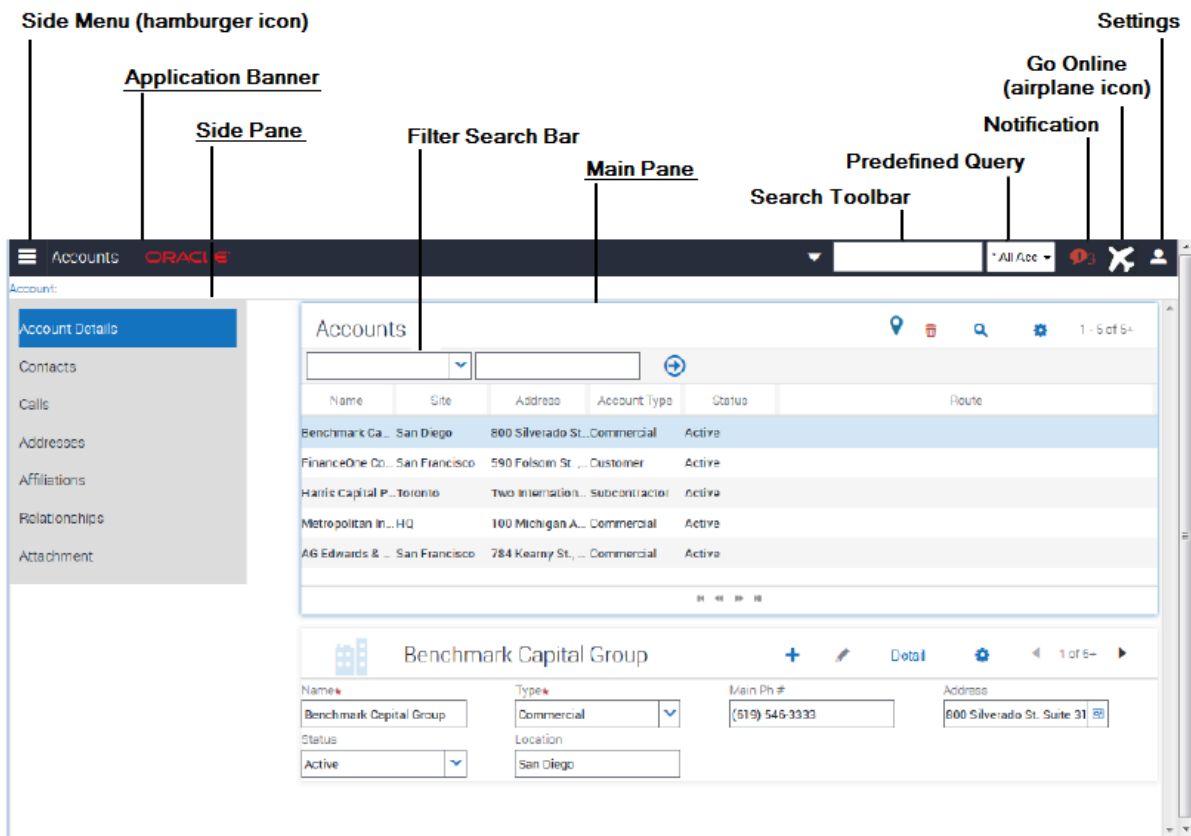 Side Menu (hamburger icon)
Settings
Application Banner
Go Online
(airplane icon)
Side Pane
Filter Search Bar
Notification
Main Pane
Predefined Query
Search Toolbar
Accounts ORACLE * All Acc 3
Account:
Account Details
Contacts
Calls
Addresses
Affiliations
Relationships
Attachment
Accounts 1 - 5 of 5+
Name Site Address Account Type Status Route
Benchmark Ca... San Diego 800 Silverado St... Commercial Active
FinanceOne Co... San Francisco 590 Folsom St ,... Customer Active
Harris Capital P... Toronto Two Internation... Subcontractor Active
Metropolitan In... HQ 100 Michigan A... Commercial Active
AG Edwards & ... San Francisco 784 Kearny St., ... Commercial Active
Benchmark Capital Group Detail 1 of 5+
Name* Type* Main Ph # Address
Benchmark Capital Group Commercial (619) 546-3333 800 Silverado St. Suite 31
Status Location
Active San Diego